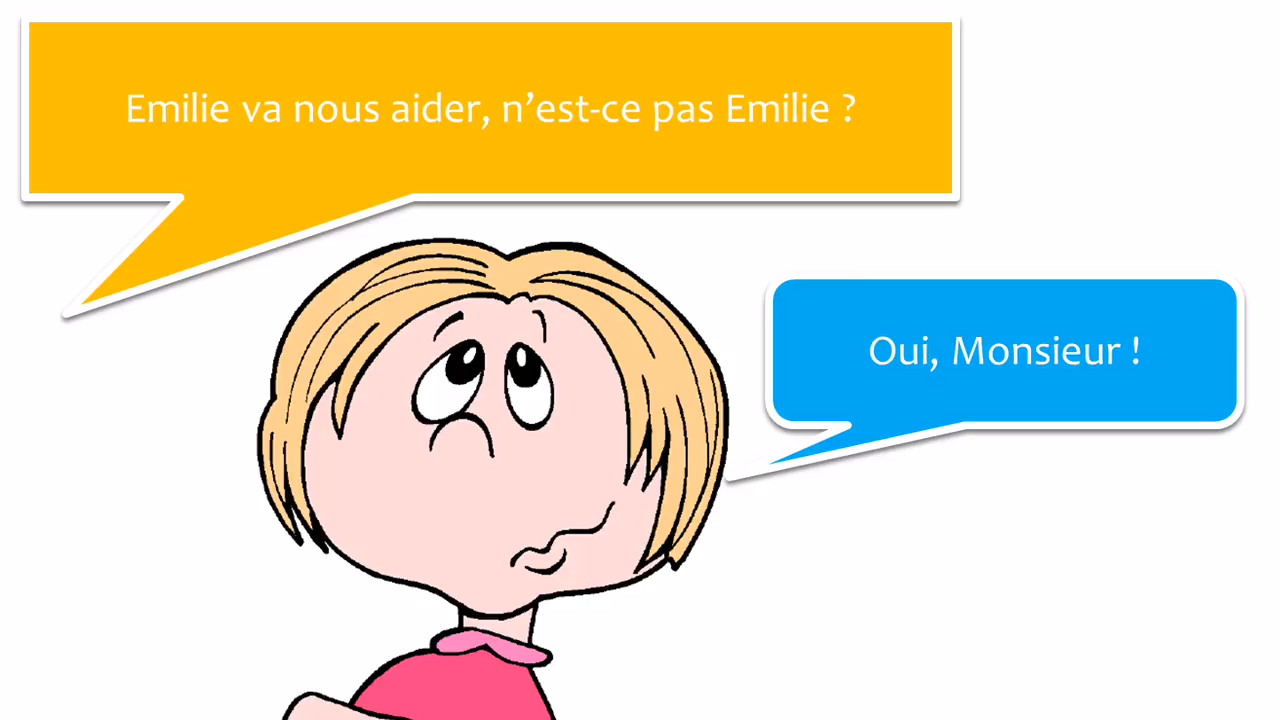 Emilie va nous aider, n’est-ce pas Emilie ?
Oui, Monsieur !